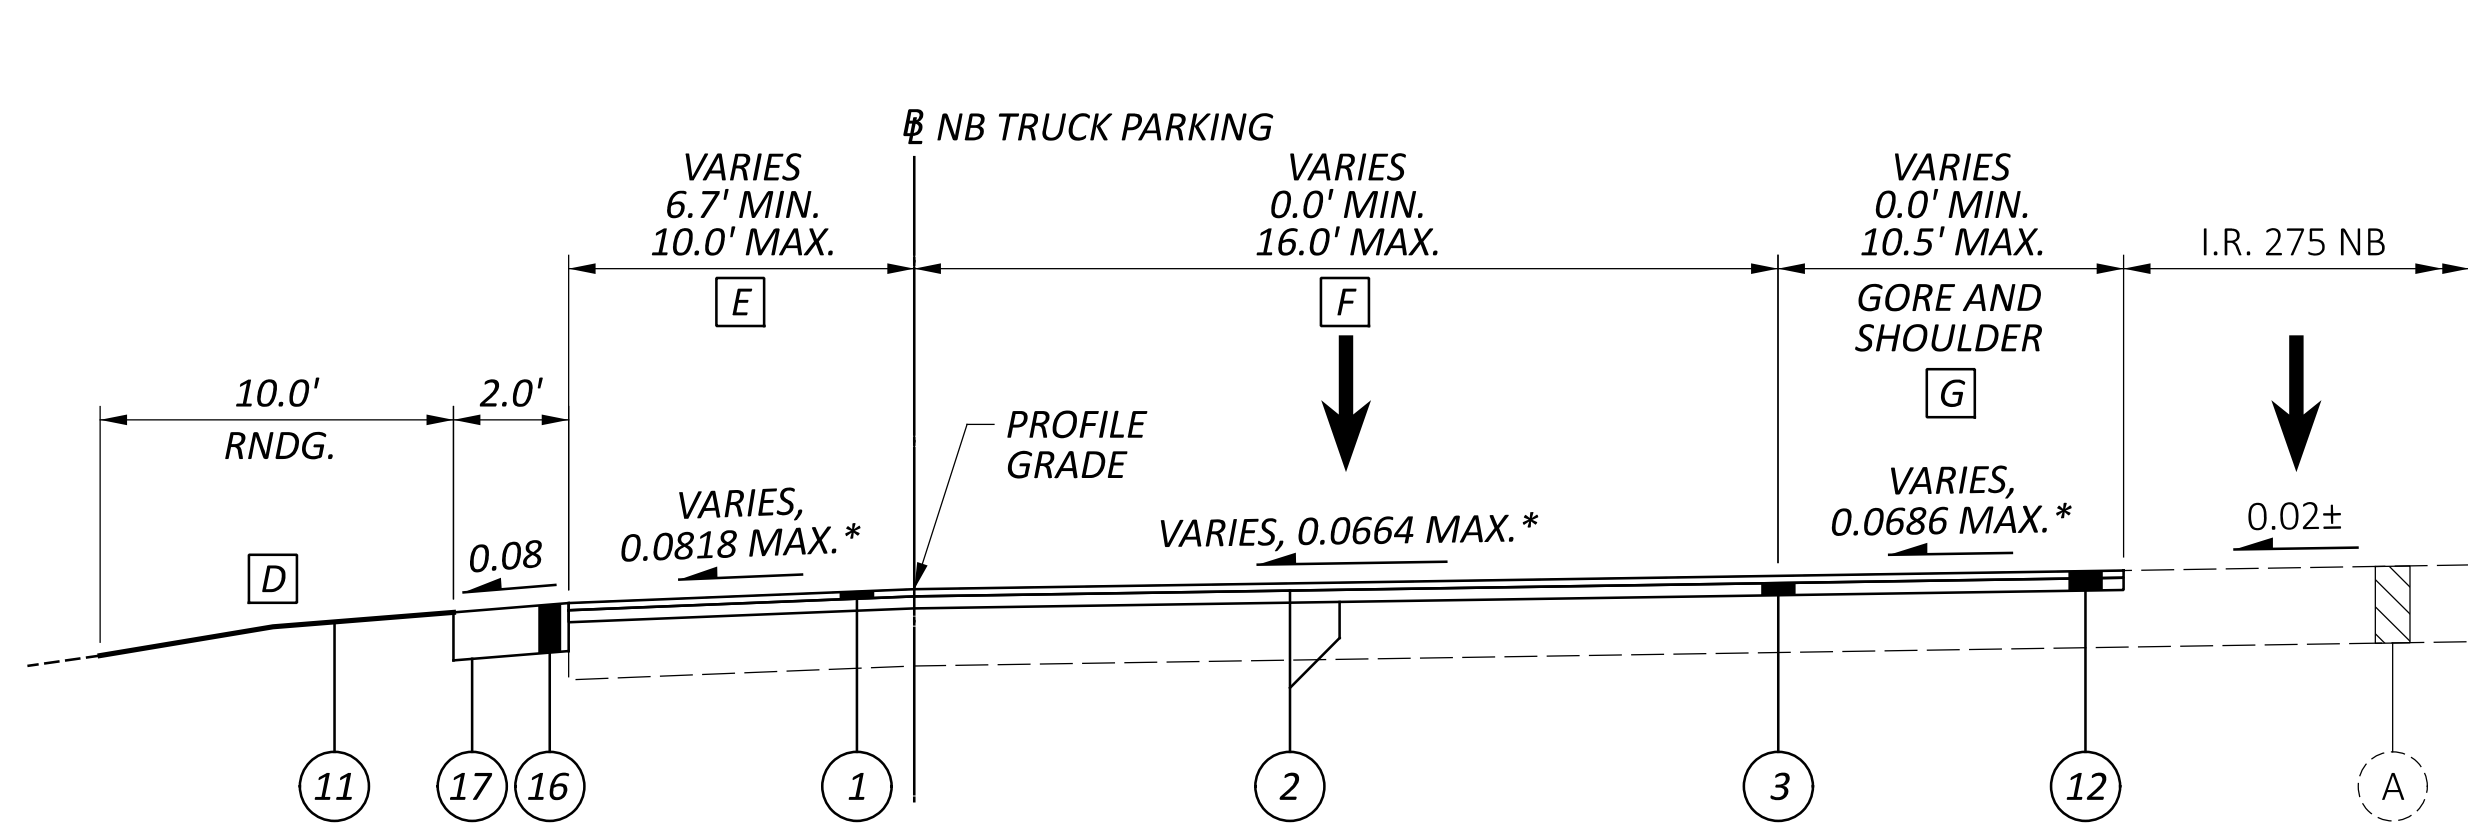 BL NB TRUCK PARKING
VARIES
6.7' MIN.
10.0' MAX.
E
VARIES
0.0' MIN.
16.0' MAX.
F
VARIES
0.0' MIN.
10.5' MAX.
GORE AND
SHOULDER
G
I.R. 275 NB
10.0'
RNDG.
2.0'
PROFILE
GRADE
D
0.08
VARIES,
0.0818 MAX.*
VARIES, 0.0664 MAX.*
VARIES,
0.0686 MAX.*
0.02±
11
17
16
1
2
3
12
A